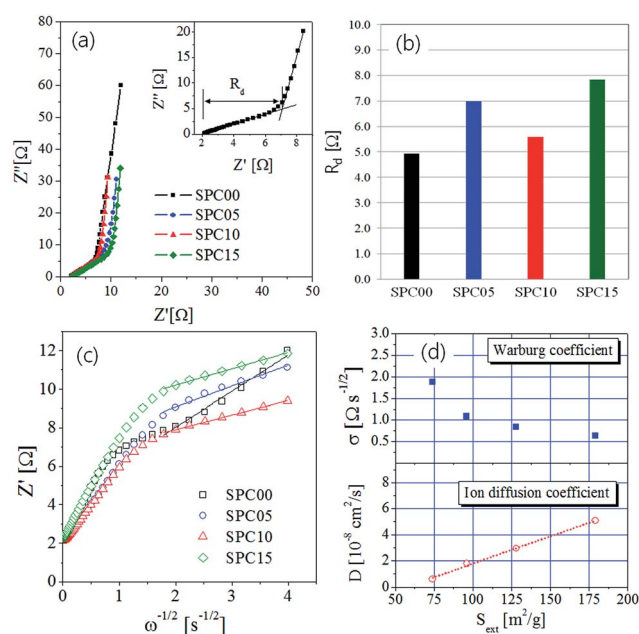 (a)
80
70
60
50
40
30
20
10
0
Z''[Ω]
0 10 20 30 40 50
Z'[Ω]
SPC00
SPC05
SPC10
SPC15
20
15
10
5
0
Z'' [Ω]
2 4 6 8
Z' [Ω]
R_d
(b)
10.0
9.0
8.0
7.0
6.0
5.0
4.0
3.0
2.0
1.0
0.0
R_d [Ω]
SPC00 SPC05 SPC10 SPC15
(c)
12
10
8
6
4
2
0
Z' [Ω]
0 1 2 3 4
ω^-1/2 [s^-1/2]
SPC00
SPC05
SPC10
SPC15
(d)
Warburg coefficient
3.0
2.5
2.0
1.5
1.0
0.5
σ [Ω s^-1/2]
Ion diffusion coefficient
8
6
4
2
0
D [10^-8 cm²/s]
50 75 100 125 150 175 200
S_ext [m²/g]